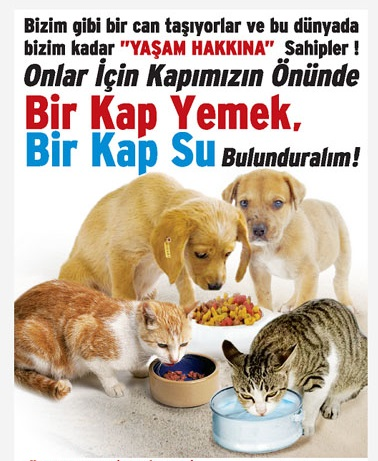 Bizim gibi bir can taşıyorlar ve bu dünyada
bizim kadar "YAŞAM HAKKINA" Sahipler !
Onlar İçin Kapımızın Önünde
Bir Kap Yemek,
Bir Kap Su Bulunduralım!